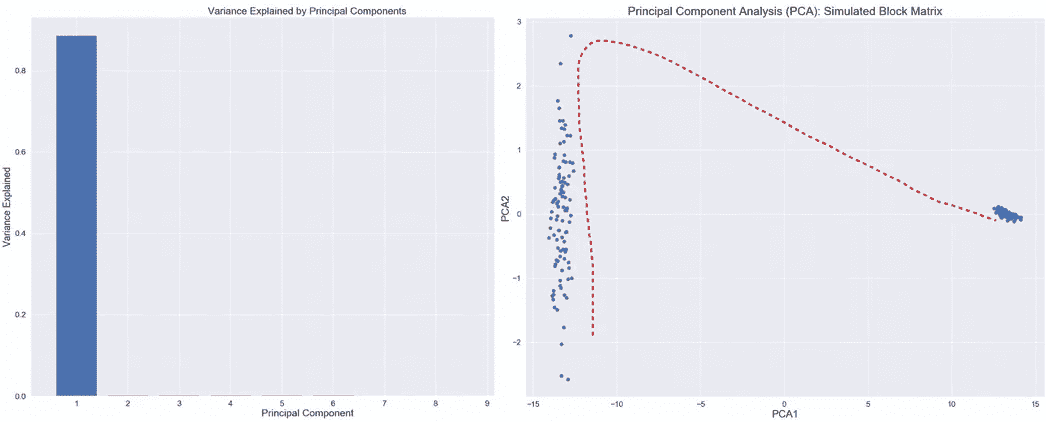 Variance Explained by Principal Components
Variance Explained
0.8
0.6
0.4
0.2
0.0
1 2 3 4 5 6 7 8 9
Principal Component
Principal Component Analysis (PCA): Simulated Block Matrix
PCA2
3
2
1
0
−1
−2
−15 −10 −5 0 5 10 15
PCA1